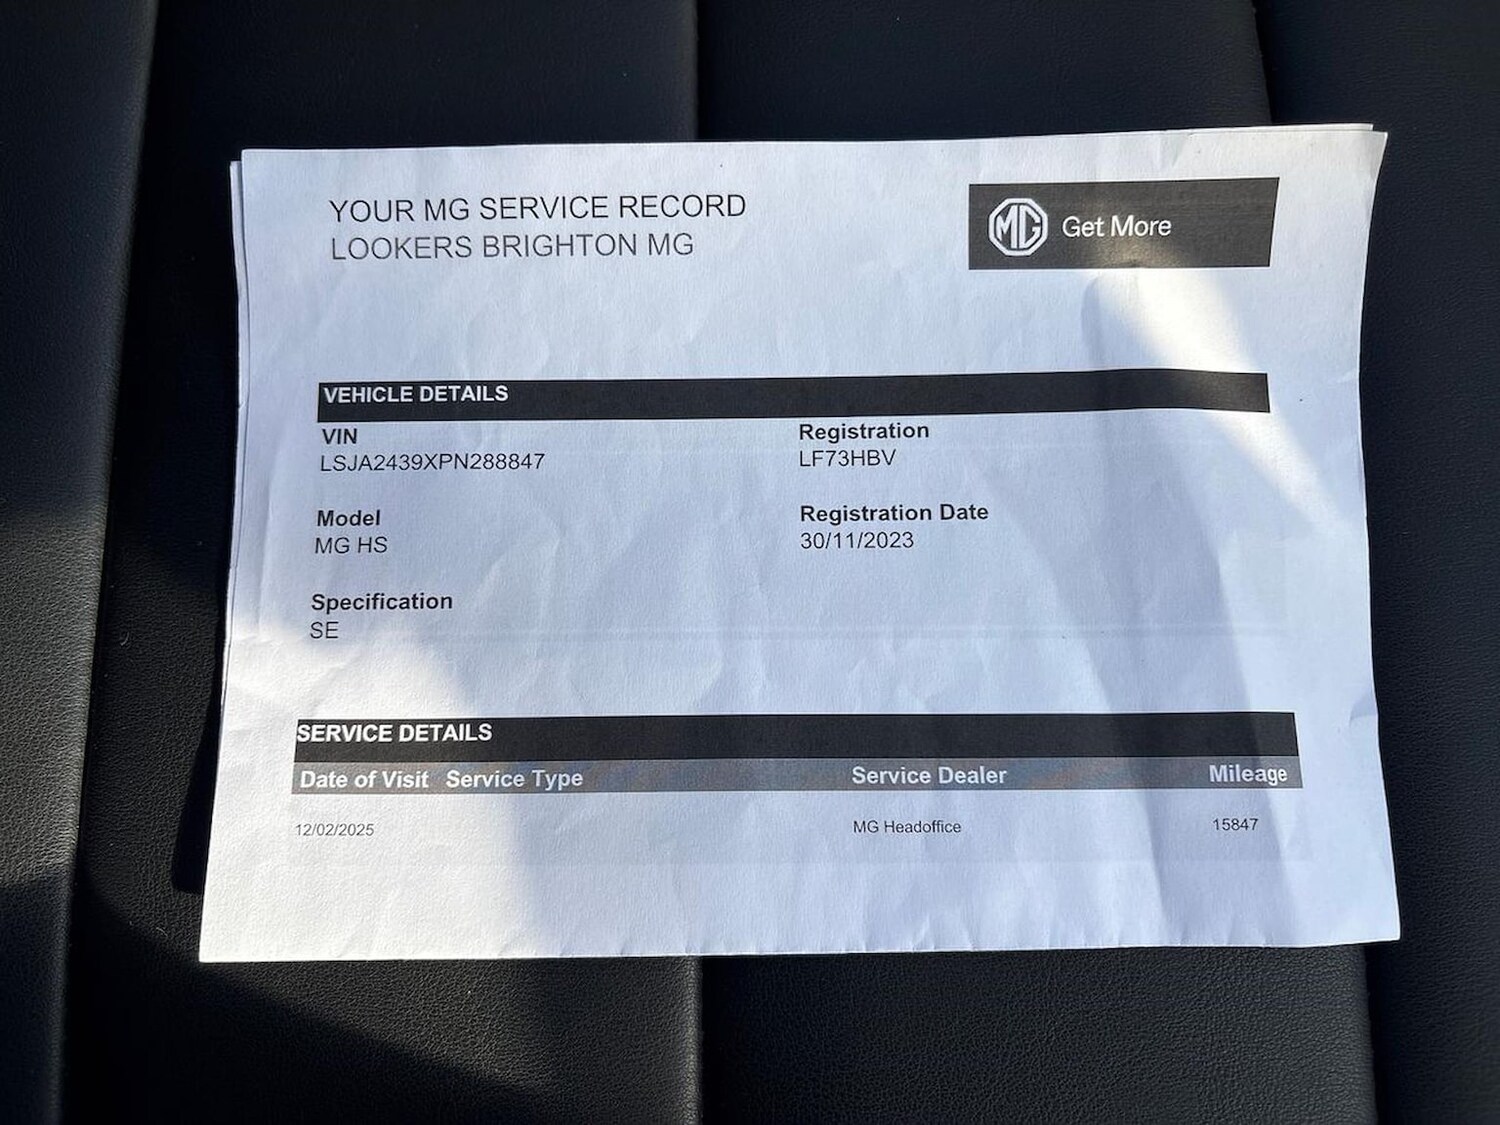 YOUR MG SERVICE RECORD
LOOKERS BRIGHTON MG
MG Get More
VEHICLE DETAILS
VIN
LSJA2439XPN288847
Registration
LF73HBV
Model
MG HS
Registration Date
30/11/2023
Specification
SE
SERVICE DETAILS
Date of Visit Service Type Service Dealer Mileage
12/02/2025 MG Headoffice 15847